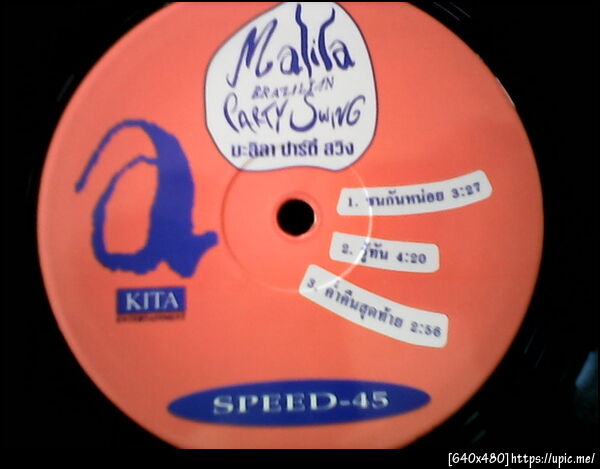 Malila
BRAZILIAN
PARTY SWING
มะลิลา ปาร์ตี้ สวิง
a
KITA
ENTERTAINMENT
1. ชนกันหน่อย 3:27
2. รู้ทัน 4:20
3. ค่ำคืนสุดท้าย 2:56
SPEED-45
[640x480]https://upic.me/